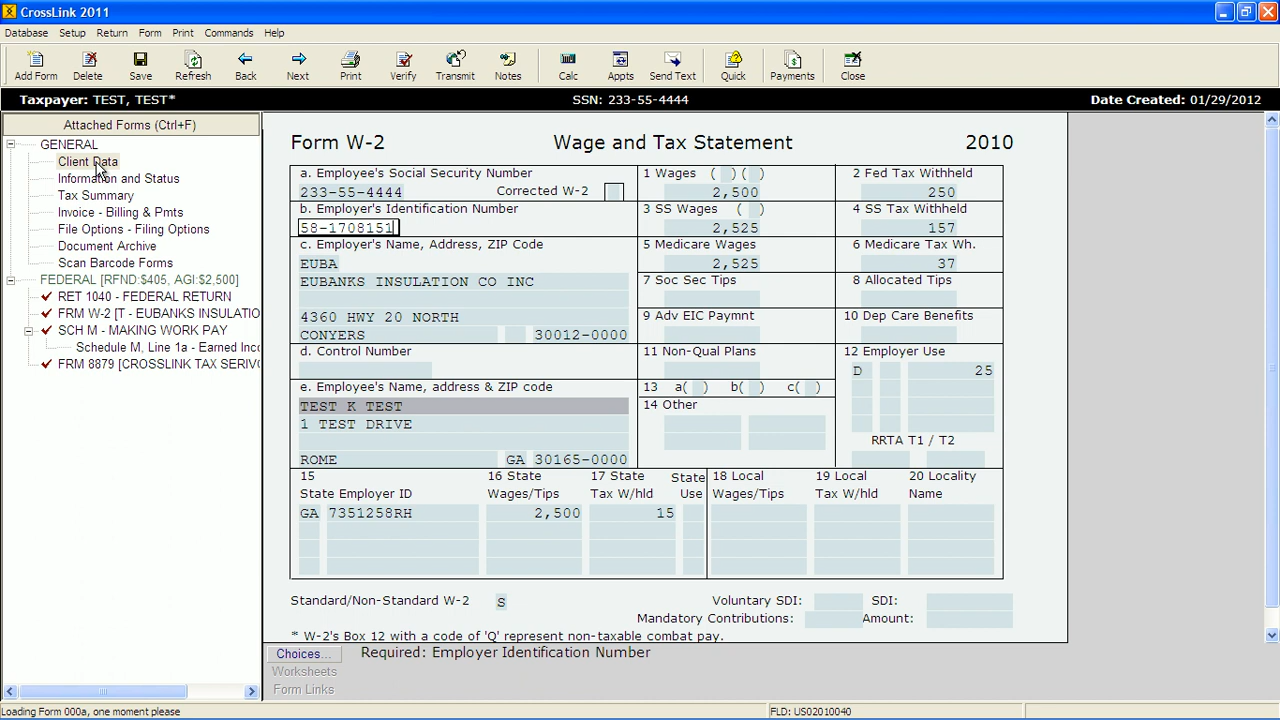 CrossLink 2011
Database Setup Return Form Print Commands Help
Add Form Delete Save Refresh Back Next Print Verify Transmit Notes Calc Appts Send Text Quick Payments Close
Taxpayer: TEST, TEST* SSN: 233-55-4444 Date Created: 01/29/2012
Attached Forms (Ctrl+F)
GENERAL
Client Data
Information and Status
Tax Summary
Invoice - Billing & Pmts
File Options - Filing Options
Document Archive
Scan Barcode Forms
FEDERAL [RFND:$405, AGI:$2,500]
RET 1040 - FEDERAL RETURN
FRM W-2 [T - EUBANKS INSULATIO
SCH M - MAKING WORK PAY
Schedule M, Line 1a - Earned Inc
FRM 8879 [CROSSLINK TAX SERIV
Form W-2 Wage and Tax Statement 2010
a. Employee's Social Security Number
233-55-4444 Corrected W-2
1 Wages ( ) ( )
2,500
2 Fed Tax Withheld
250
b. Employer's Identification Number
58-1708151
3 SS Wages ( )
2,525
4 SS Tax Withheld
157
c. Employer's Name, Address, ZIP Code
EUBA
EUBANKS INSULATION CO INC
4360 HWY 20 NORTH
CONYERS 30012-0000
5 Medicare Wages
2,525
6 Medicare Tax Wh.
37
7 Soc Sec Tips
8 Allocated Tips
9 Adv EIC Paymnt
10 Dep Care Benefits
d. Control Number
11 Non-Qual Plans
12 Employer Use
D 25
e. Employee's Name, address & ZIP code
TEST K TEST
1 TEST DRIVE
ROME GA 30165-0000
13 a( ) b( ) c( )
14 Other
RRTA T1 / T2
15
State Employer ID
16 State
Wages/Tips
17 State
Tax W/hld
State
Use
18 Local
Wages/Tips
19 Local
Tax W/hld
20 Locality
Name
GA 7351258RH 2,500 15
Standard/Non-Standard W-2 S
Voluntary SDI: SDI:
Mandatory Contributions: Amount:
* W-2's Box 12 with a code of 'Q' represent non-taxable combat pay.
Choices... Required: Employer Identification Number
Worksheets
Form Links
Loading Form 000a, one moment please FLD: US02010040